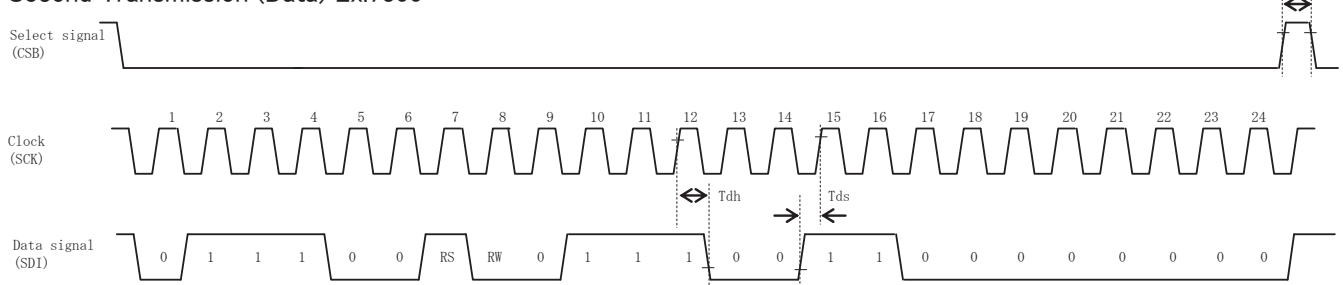 Second Transmission (Data) Ex.7300
Select signal
(CSB)
1 2 3 4 5 6 7 8 9 10 11 12 13 14 15 16 17 18 19 20 21 22 23 24
Clock
(SCK)
Tdh Tds
Data signal
(SDI)
0 1 1 1 0 0 RS RW 0 1 1 1 0 0 1 1 0 0 0 0 0 0 0 0